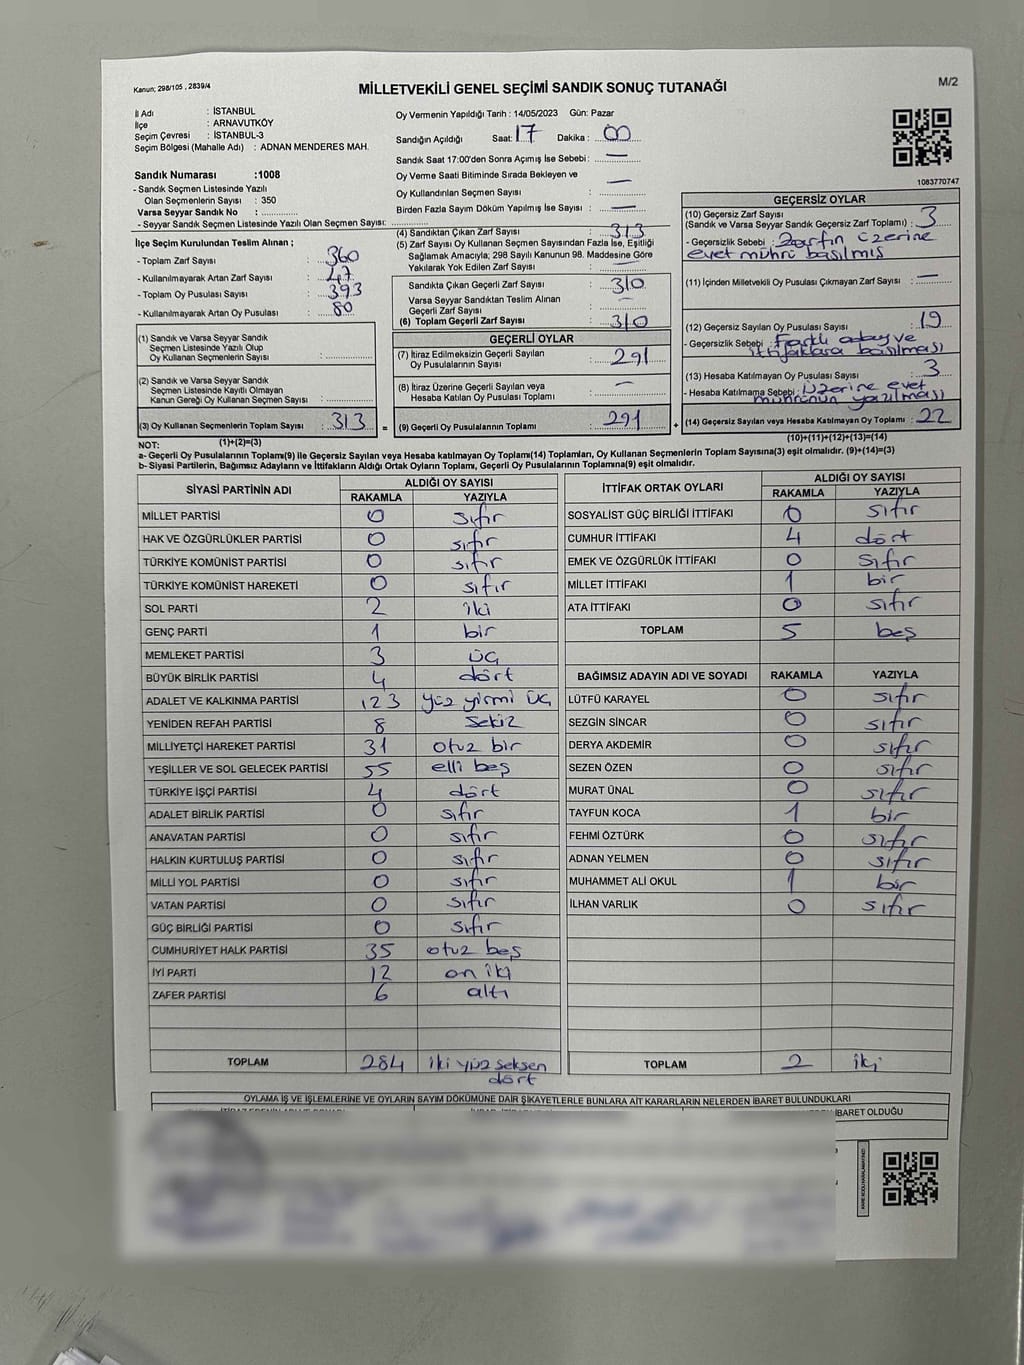 Kanun; 298/105 , 2839/4
MİLLETVEKİLİ GENEL SEÇİMİ SANDIK SONUÇ TUTANAĞI
M/2
İl Adı : İSTANBUL
İlçe : ARNAVUTKÖY
Seçim Çevresi : İSTANBUL-3
Seçim Bölgesi (Mahalle Adı) : ADNAN MENDERES MAH.
Sandık Numarası :1008
- Sandık Seçmen Listesinde Yazılı
Olan Seçmenlerin Sayısı : 350
Varsa Seyyar Sandık No : ..............
- Seyyar Sandık Seçmen Listesinde Yazılı Olan Seçmen Sayısı: ..............
İlçe Seçim Kurulundan Teslim Alınan ;
- Toplam Zarf Sayısı : 360
- Kullanılmayarak Artan Zarf Sayısı : 47
- Toplam Oy Pusulası Sayısı : 393
- Kullanılmayarak Artan Oy Pusulası : 80
Oy Vermenin Yapıldığı Tarih : 14/05/2023 Gün: Pazar
Sandığın Açıldığı Saat: 17 Dakika : 00
Sandık Saat 17:00'den Sonra Açımış İse Sebebi: —
Oy Verme Saati Bitiminde Sırada Bekleyen ve
Oy Kullandırılan Seçmen Sayısı : —
Birden Fazla Sayım Döküm Yapılmış İse Sayısı : —
(4) Sandıktan Çıkan Zarf Sayısı : 313
(5) Zarf Sayısı Oy Kullanan Seçmen Sayısından Fazla İse, Eşitliği
Sağlamak Amacıyla; 298 Sayılı Kanunun 98. Maddesine Göre
Yakılarak Yok Edilen Zarf Sayısı : —
Sandıkta Çıkan Geçerli Zarf Sayısı : 310
Varsa Seyyar Sandıktan Teslim Alınan
Geçerli Zarf Sayısı : —
(6) Toplam Geçerli Zarf Sayısı : 310
1083770747
GEÇERSİZ OYLAR
(10) Geçersiz Zarf Sayısı
(Sandık ve Varsa Seyyar Sandık Geçersiz Zarf Toplamı) : 3
- Geçersizlik Sebebi : Zarfın üzerine
evet mührü basılmış
(11) İçinden Milletvekili Oy Pusulası Çıkmayan Zarf Sayısı : —
(12) Geçersiz Sayılan Oy Pusulası Sayısı : 19
- Geçersizlik Sebebi : Farklı aday ve
ittifaklara basılması
(13) Hesaba Katılmayan Oy Pusulası Sayısı : 3
- Hesaba Katılmama Sebebi : Üzerine evet
mührünün yazılması
(14) Geçersiz Sayılan veya Hesaba Katılmayan Oy Toplamı : 22
(10)+(11)+(12)+(13)=(14)
(1) Sandık ve Varsa Seyyar Sandık
Seçmen Listesinde Yazılı Olup
Oy Kullanan Seçmenlerin Sayısı : ..............
(2) Sandık ve Varsa Seyyar Sandık
Seçmen Listesinde Kayıtlı Olmayan
Kanun Gereği Oy Kullanan Seçmen Sayısı : ..............
(3) Oy Kullanan Seçmenlerin Toplam Sayısı : 313 =
(1)+(2)=(3)
GEÇERLİ OYLAR
(7) İtiraz Edilmeksizin Geçerli Sayılan
Oy Pusulasının Sayısı : 291
(8) İtiraz Üzerine Geçerli Sayılan veya
Hesaba Katılan Oy Pusulası Toplamı : —
(9) Geçerli Oy Pusulalarının Toplamı : 291 +
NOT:
a- Geçerli Oy Pusulalarının Toplamı(9) ile Geçersiz Sayılan veya Hesaba Katılmayan Oy Toplamı(14) Toplamları, Oy Kullanan Seçmenlerin Toplam Sayısına(3) eşit olmalıdır. (9)+(14)=(3)
b- Siyasi Partilerin, Bağımsız Adayların ve İttifakların Aldığı Ortak Oyların Toplamı, Geçerli Oy Pusulalarının Toplamına(9) eşit olmalıdır.
SİYASİ PARTİNİN ADI ALDIĞI OY SAYISI
RAKAMLA YAZIYLA
MİLLET PARTİSİ 0 sıfır
HAK VE ÖZGÜRLÜKLER PARTİSİ 0 sıfır
TÜRKİYE KOMÜNİST PARTİSİ 0 sıfır
TÜRKİYE KOMÜNİST HAREKETİ 0 sıfır
SOL PARTİ 2 iki
GENÇ PARTİ 1 bir
MEMLEKET PARTİSİ 3 üç
BÜYÜK BİRLİK PARTİSİ 4 dört
ADALET VE KALKINMA PARTİSİ 123 yüz yirmi üç
YENİDEN REFAH PARTİSİ 8 sekiz
MİLLİYETÇİ HAREKET PARTİSİ 31 otuz bir
YEŞİLLER VE SOL GELECEK PARTİSİ 55 elli beş
TÜRKİYE İŞÇİ PARTİSİ 4 dört
ADALET BİRLİK PARTİSİ 0 sıfır
ANAVATAN PARTİSİ 0 sıfır
HALKIN KURTULUŞ PARTİSİ 0 sıfır
MİLLİ YOL PARTİSİ 0 sıfır
VATAN PARTİSİ 0 sıfır
GÜÇ BİRLİĞİ PARTİSİ 0 sıfır
CUMHURİYET HALK PARTİSİ 35 otuz beş
İYİ PARTİ 12 on iki
ZAFER PARTİSİ 6 altı
TOPLAM 284 iki yüz seksen
dört
İTTİFAK ORTAK OYLARI ALDIĞI OY SAYISI
RAKAMLA YAZIYLA
SOSYALİST GÜÇ BİRLİĞİ İTTİFAKI 0 sıfır
CUMHUR İTTİFAKI 4 dört
EMEK VE ÖZGÜRLÜK İTTİFAKI 0 sıfır
MİLLET İTTİFAKI 1 bir
ATA İTTİFAKI 0 sıfır
TOPLAM 5 beş
BAĞIMSIZ ADAYIN ADI VE SOYADI RAKAMLA YAZIYLA
LÜTFÜ KARAYEL 0 sıfır
SEZGİN SİNCAR 0 sıfır
DERYA AKDEMİR 0 sıfır
SEZEN ÖZEN 0 sıfır
MURAT ÜNAL 0 sıfır
TAYFUN KOCA 1 bir
FEHMİ ÖZTÜRK 0 sıfır
ADNAN YELMEN 0 sıfır
MUHAMMET ALİ OKUL 1 bir
İLHAN VARLIK 0 sıfır
TOPLAM 2 iki
OYLAMA İŞ VE İŞLEMLERİNE VE OYLARIN SAYIM DÖKÜMÜNE DAİR ŞİKAYETLERLE BUNLARA AİT KARARLARIN NELERDEN İBARET BULUNDUKLARI
İBARET OLDUĞU